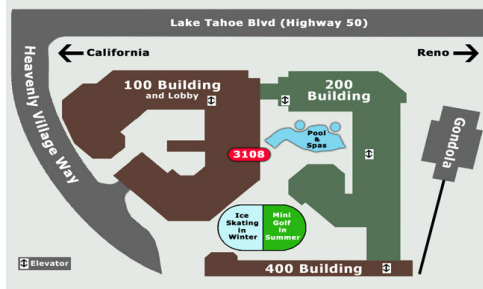 Lake Tahoe Blvd (Highway 50)
California
Reno
Heavenly Village Way
100 Building
and Lobby
200
Building
Gondola
Pool
&
Spas
3108
Ice
Skating
in
Winter
Mini
Golf
in
Summer
400 Building
Elevator